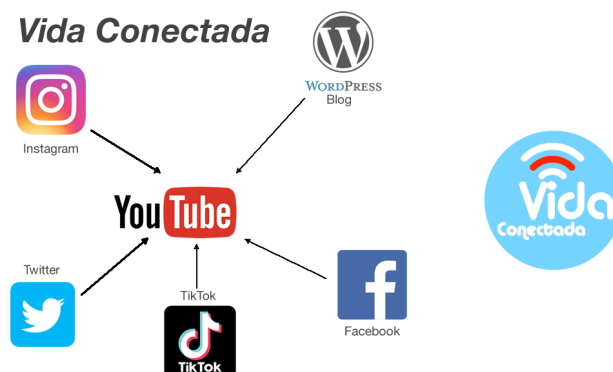 Vida Conectada
WORDPRESS
Blog
Instagram
YouTube
Vida
Conectada
Twitter
TikTok
TikTok
Facebook